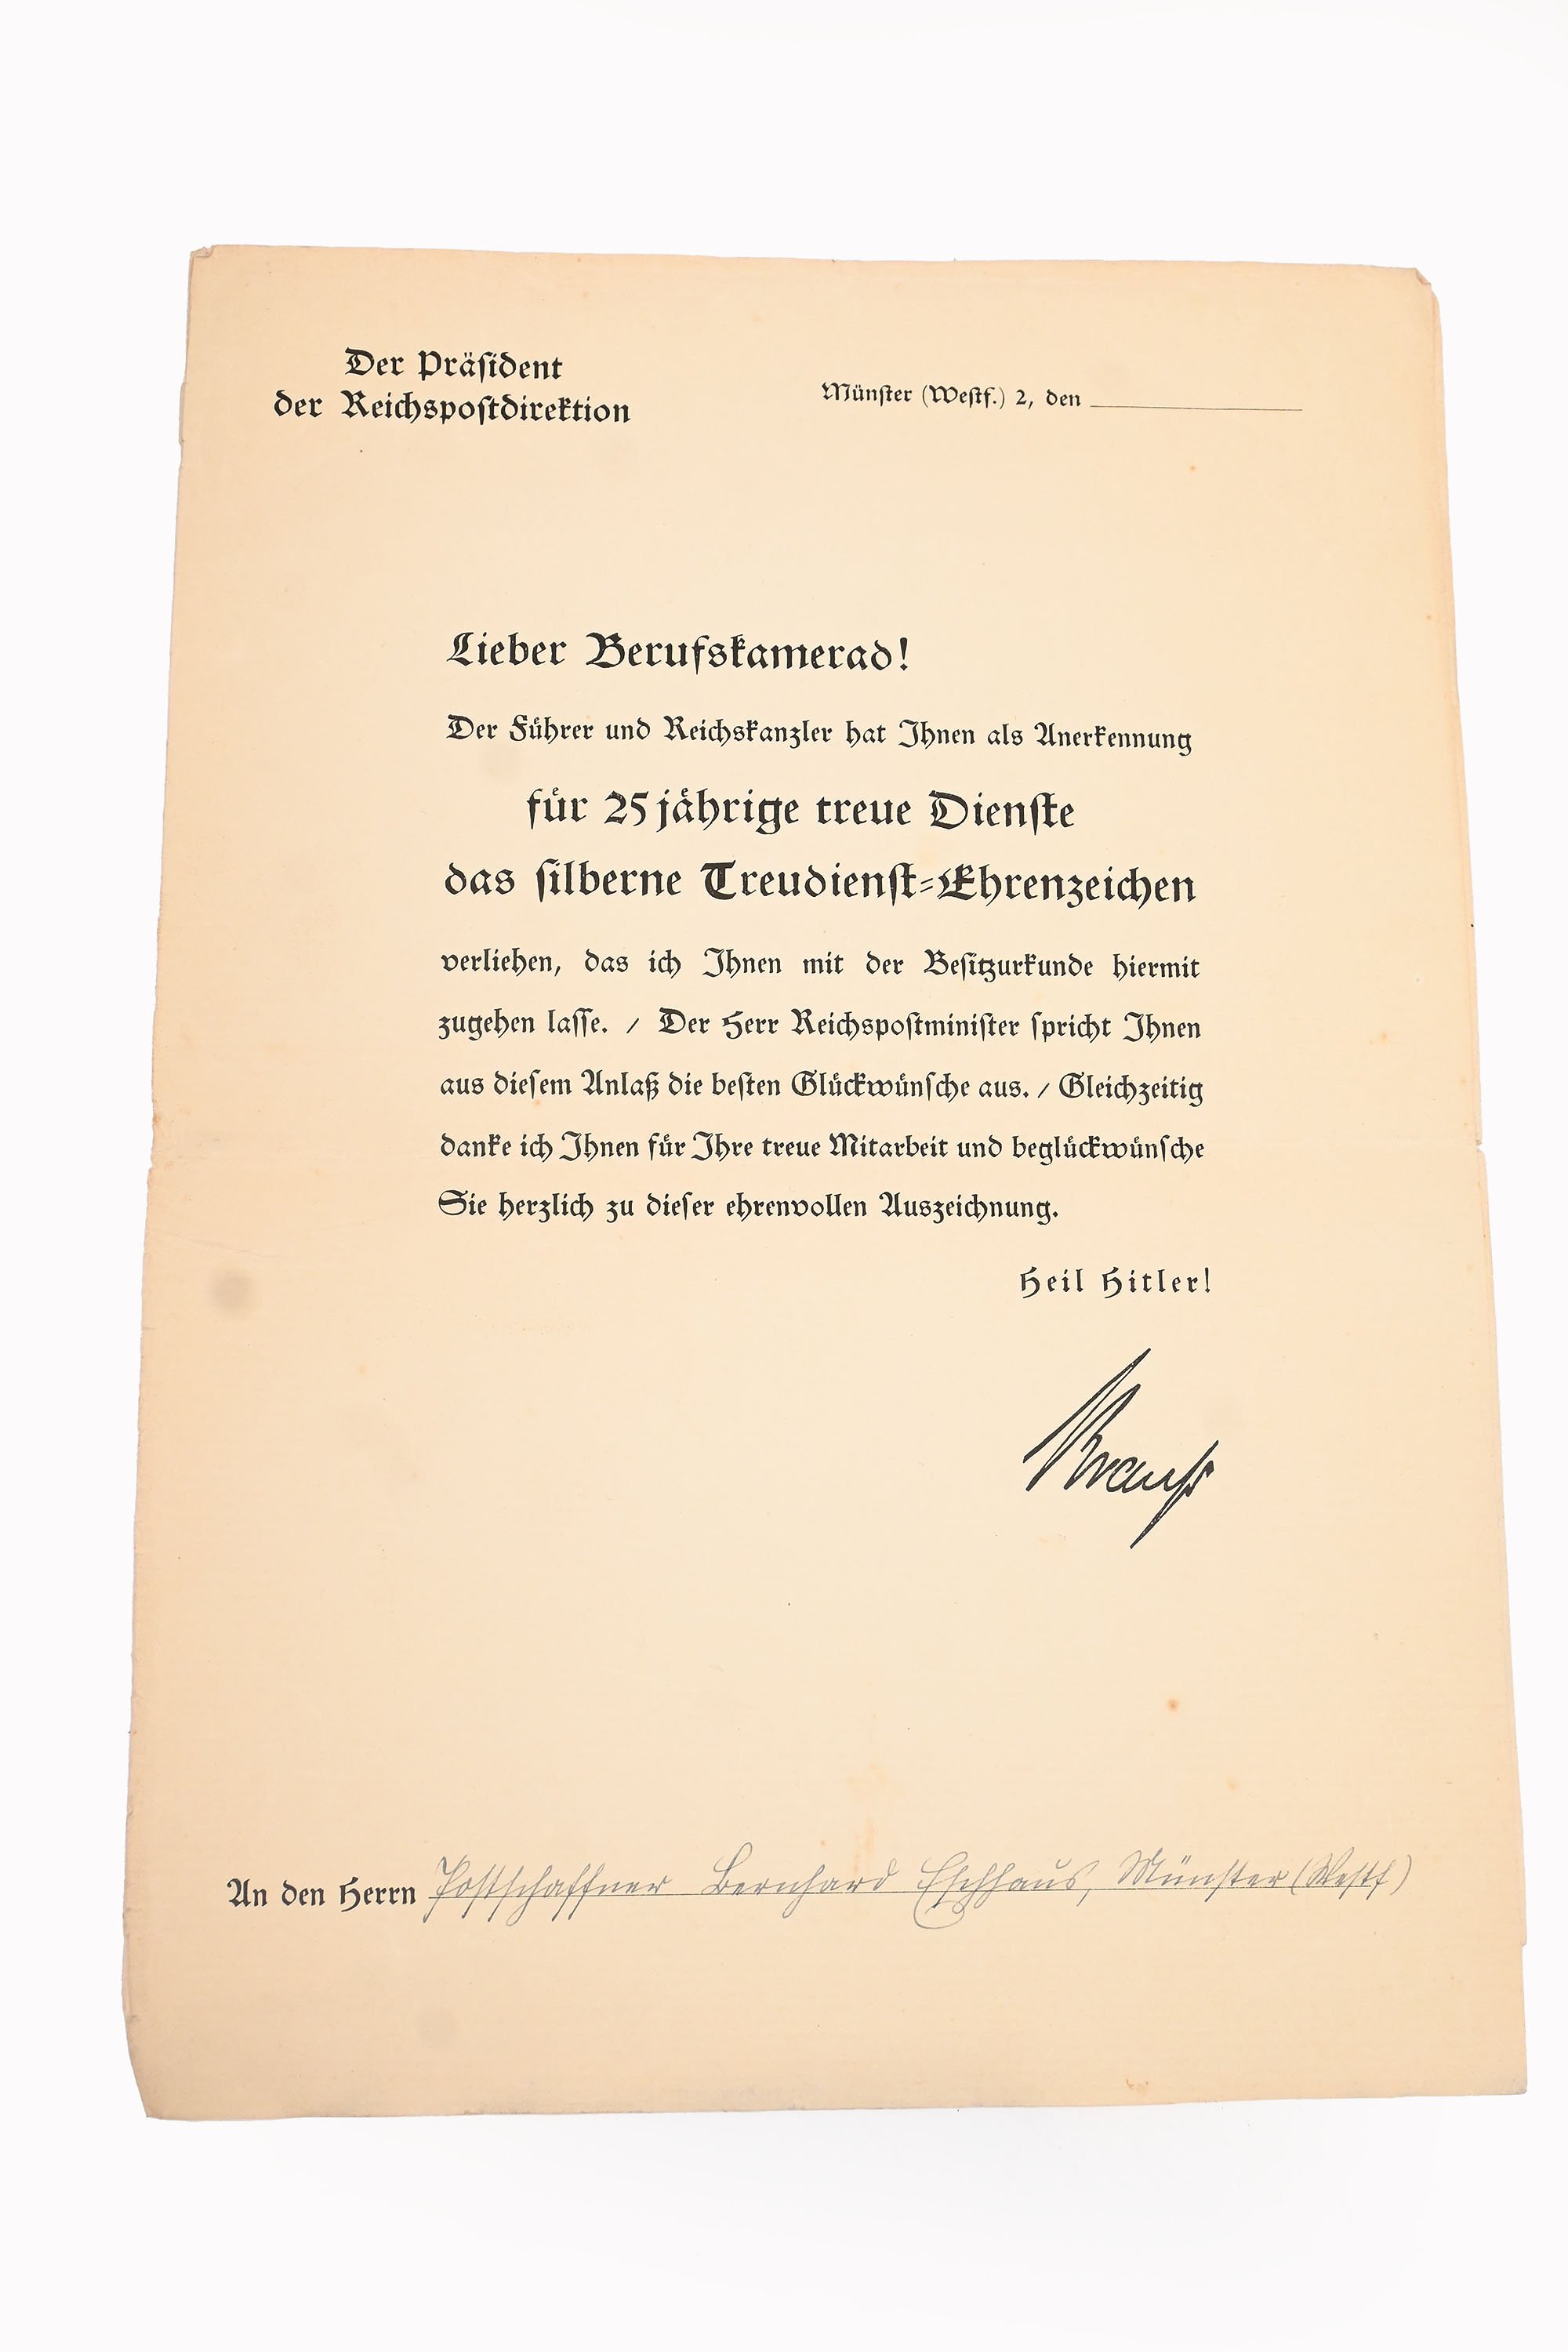 Der Präsident
der Reichspostdirektion
Münster (Westf.) 2, den
Lieber Berufskamerad!
Der Führer und Reichskanzler hat Ihnen als Anerkennung
für 25jährige treue Dienste
das silberne Treudienst-Ehrenzeichen
verliehen, das ich Ihnen mit der Besitzurkunde hiermit
zugehen lasse. / Der Herr Reichspostminister spricht Ihnen
aus diesem Anlaß die besten Glückwünsche aus. / Gleichzeitig
danke ich Ihnen für Ihre treue Mitarbeit und beglückwünsche
Sie herzlich zu dieser ehrenvollen Auszeichnung.
Heil Hitler!
An den Herrn Postschaffner Bernhard Eschhaus, Münster (Westf)